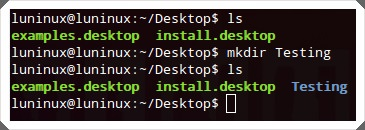 luninux@luninux:~/Desktop$ ls
examples.desktop  install.desktop
luninux@luninux:~/Desktop$ mkdir Testing
luninux@luninux:~/Desktop$ ls
examples.desktop  install.desktop  Testing
luninux@luninux:~/Desktop$